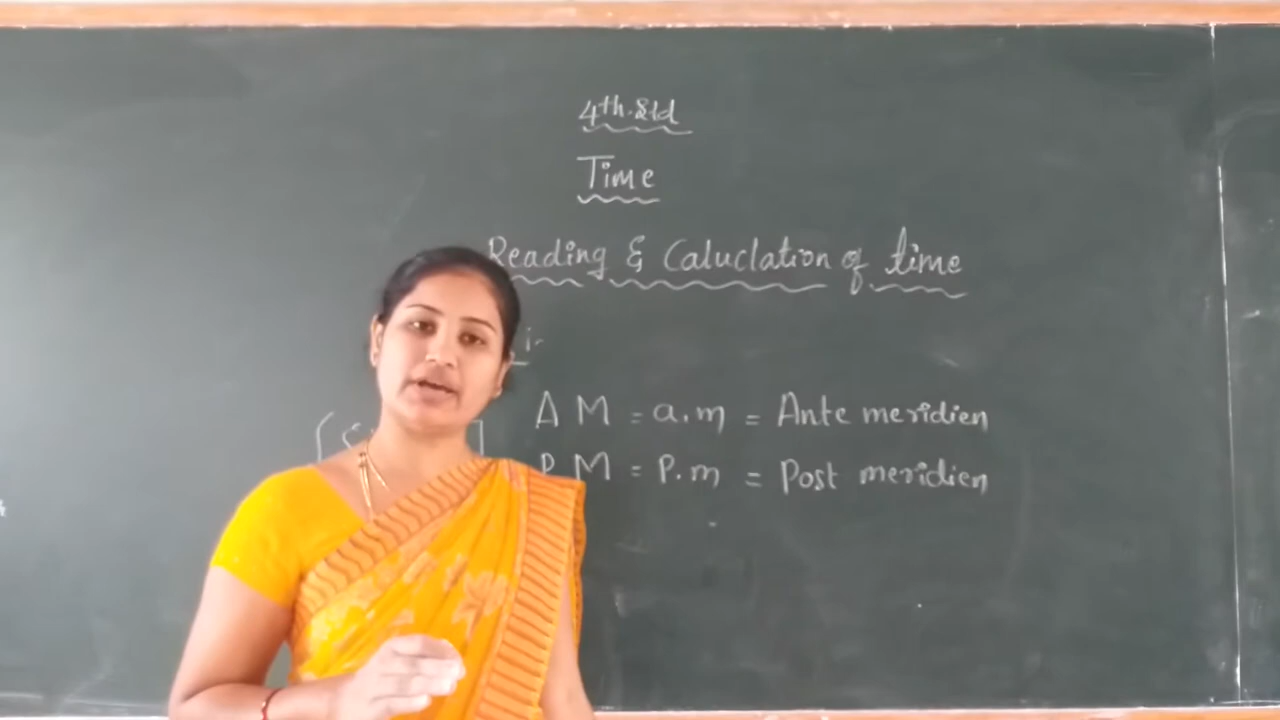 4th.Std
Time
Reading & Caluclation of time
A M = a.m = Ante meridien
P M = P.m = Post meridien